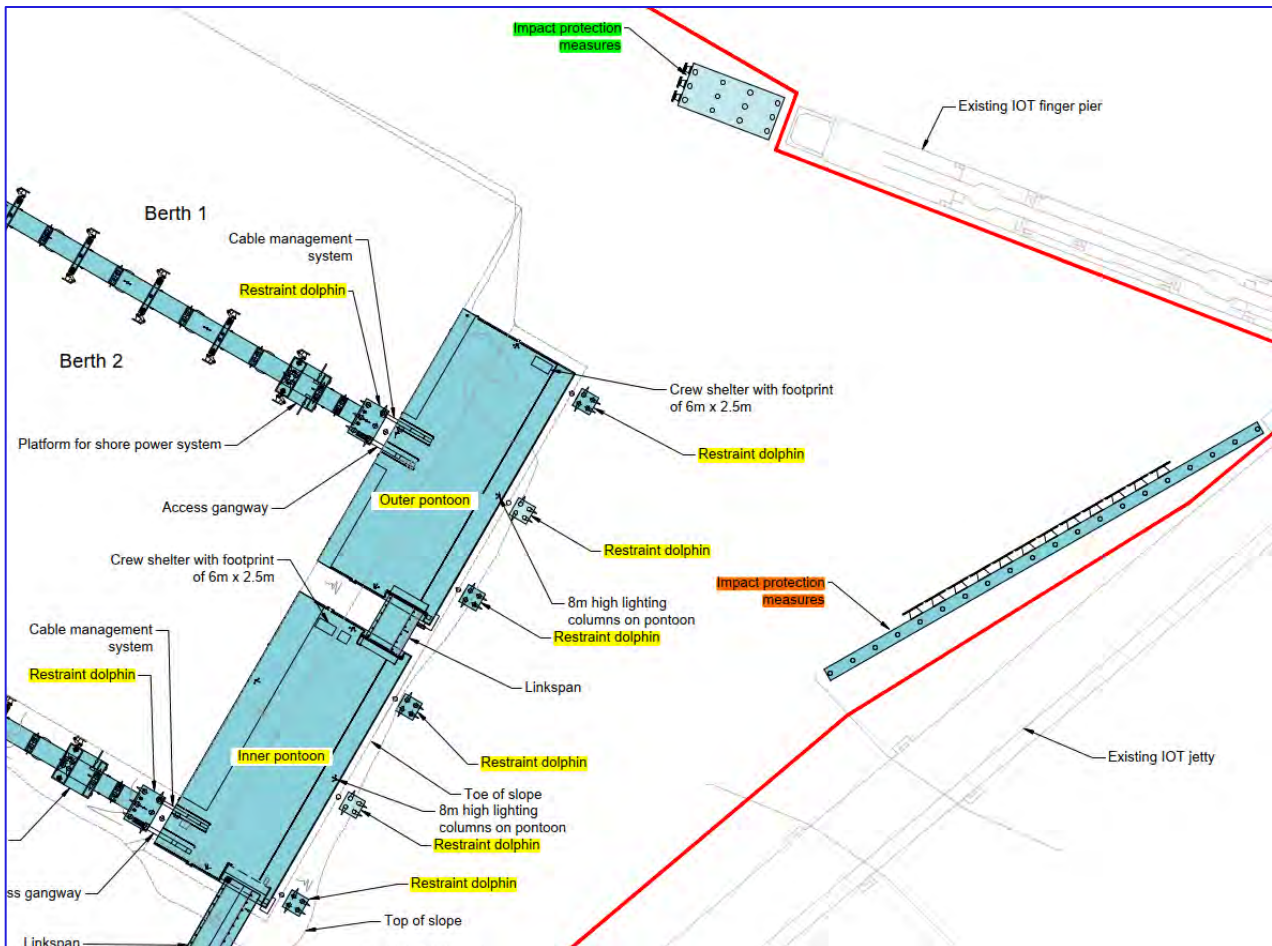 Impact protection
measures
Existing IOT finger pier
Berth 1
Cable management
system
Restraint dolphin
Berth 2
Crew shelter with footprint
of 6m x 2.5m
Platform for shore power system
Restraint dolphin
Outer pontoon
Access gangway
Restraint dolphin
Crew shelter with footprint
of 6m x 2.5m
Impact protection
measures
8m high lighting
columns on pontoon
Restraint dolphin
Cable management
system
Restraint dolphin
Linkspan
Inner pontoon
Restraint dolphin
Existing IOT jetty
Toe of slope
8m high lighting
columns on pontoon
Restraint dolphin
Restraint dolphin
ss gangway
Top of slope
Linkspan